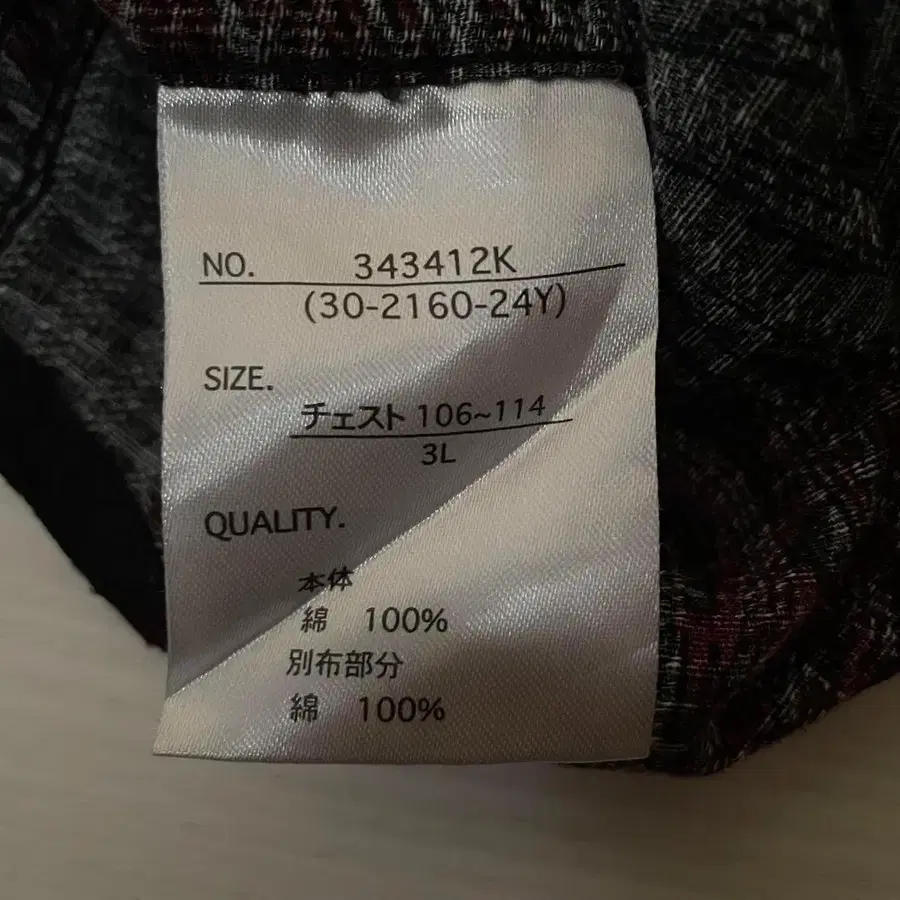 NO. 343412K
(30-2160-24Y)
SIZE.
チェスト 106~114
3L
QUALITY.
本体
綿 100%
別布部分
綿 100%